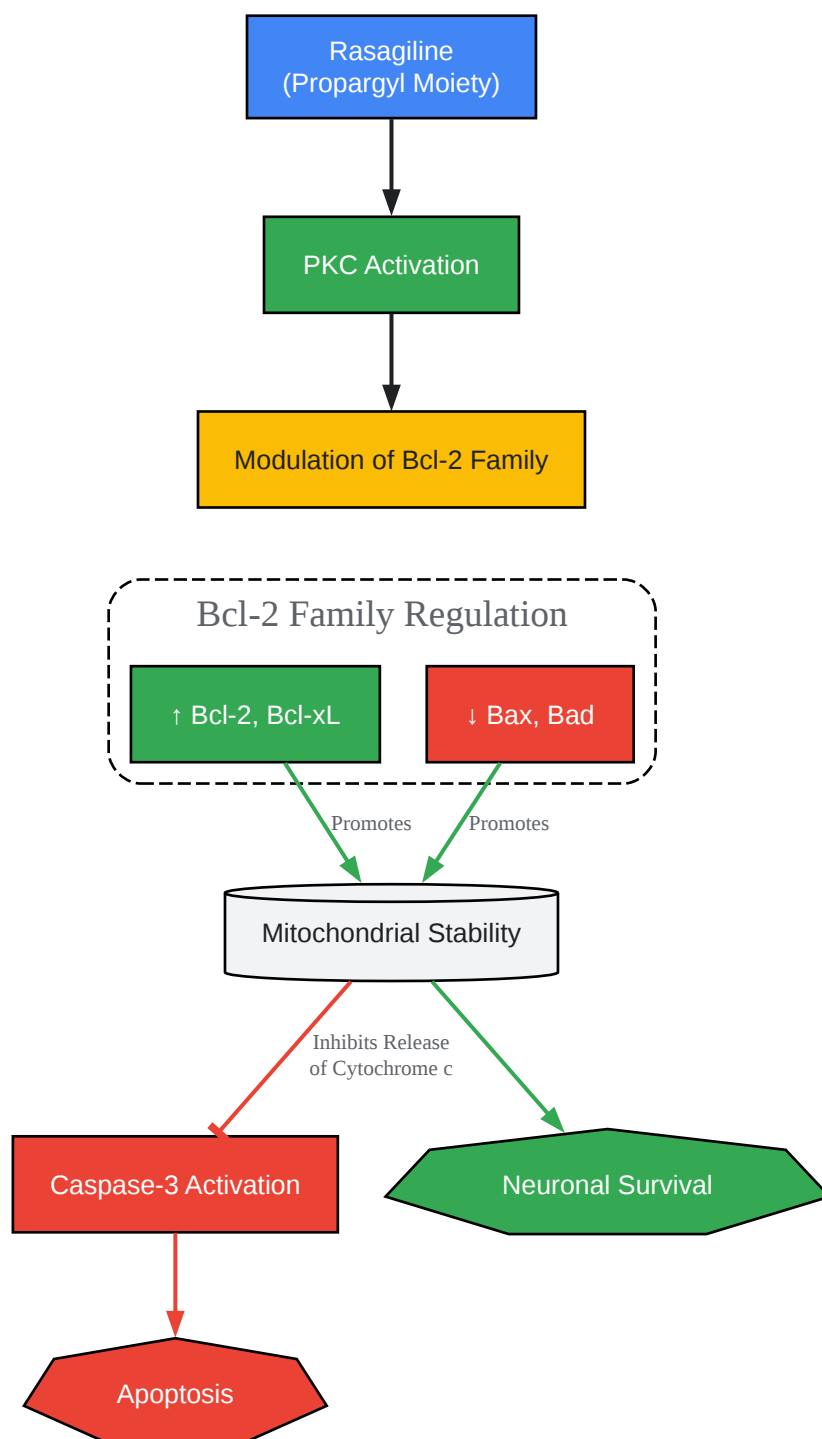 Rasagiline
(Propargyl Moiety)
PKC Activation
Modulation of Bcl-2 Family
Bcl-2 Family Regulation
↑ Bcl-2, Bcl-xL
↓ Bax, Bad
Promotes
Promotes
Mitochondrial Stability
Inhibits Release
of Cytochrome c
Caspase-3 Activation
Neuronal Survival
Apoptosis